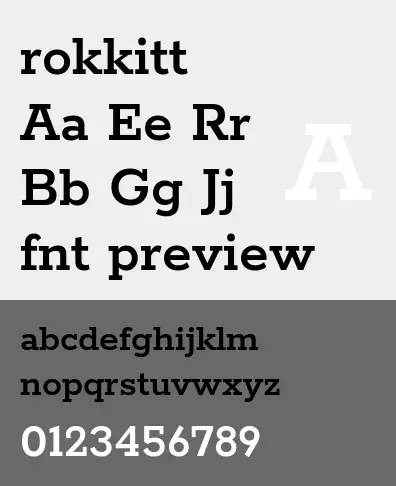 rokkitt
Aa Ee Rr
A
Bb Gg Jj
fnt preview
abcdefghijklm
nopqrstuvwxyz
0123456789